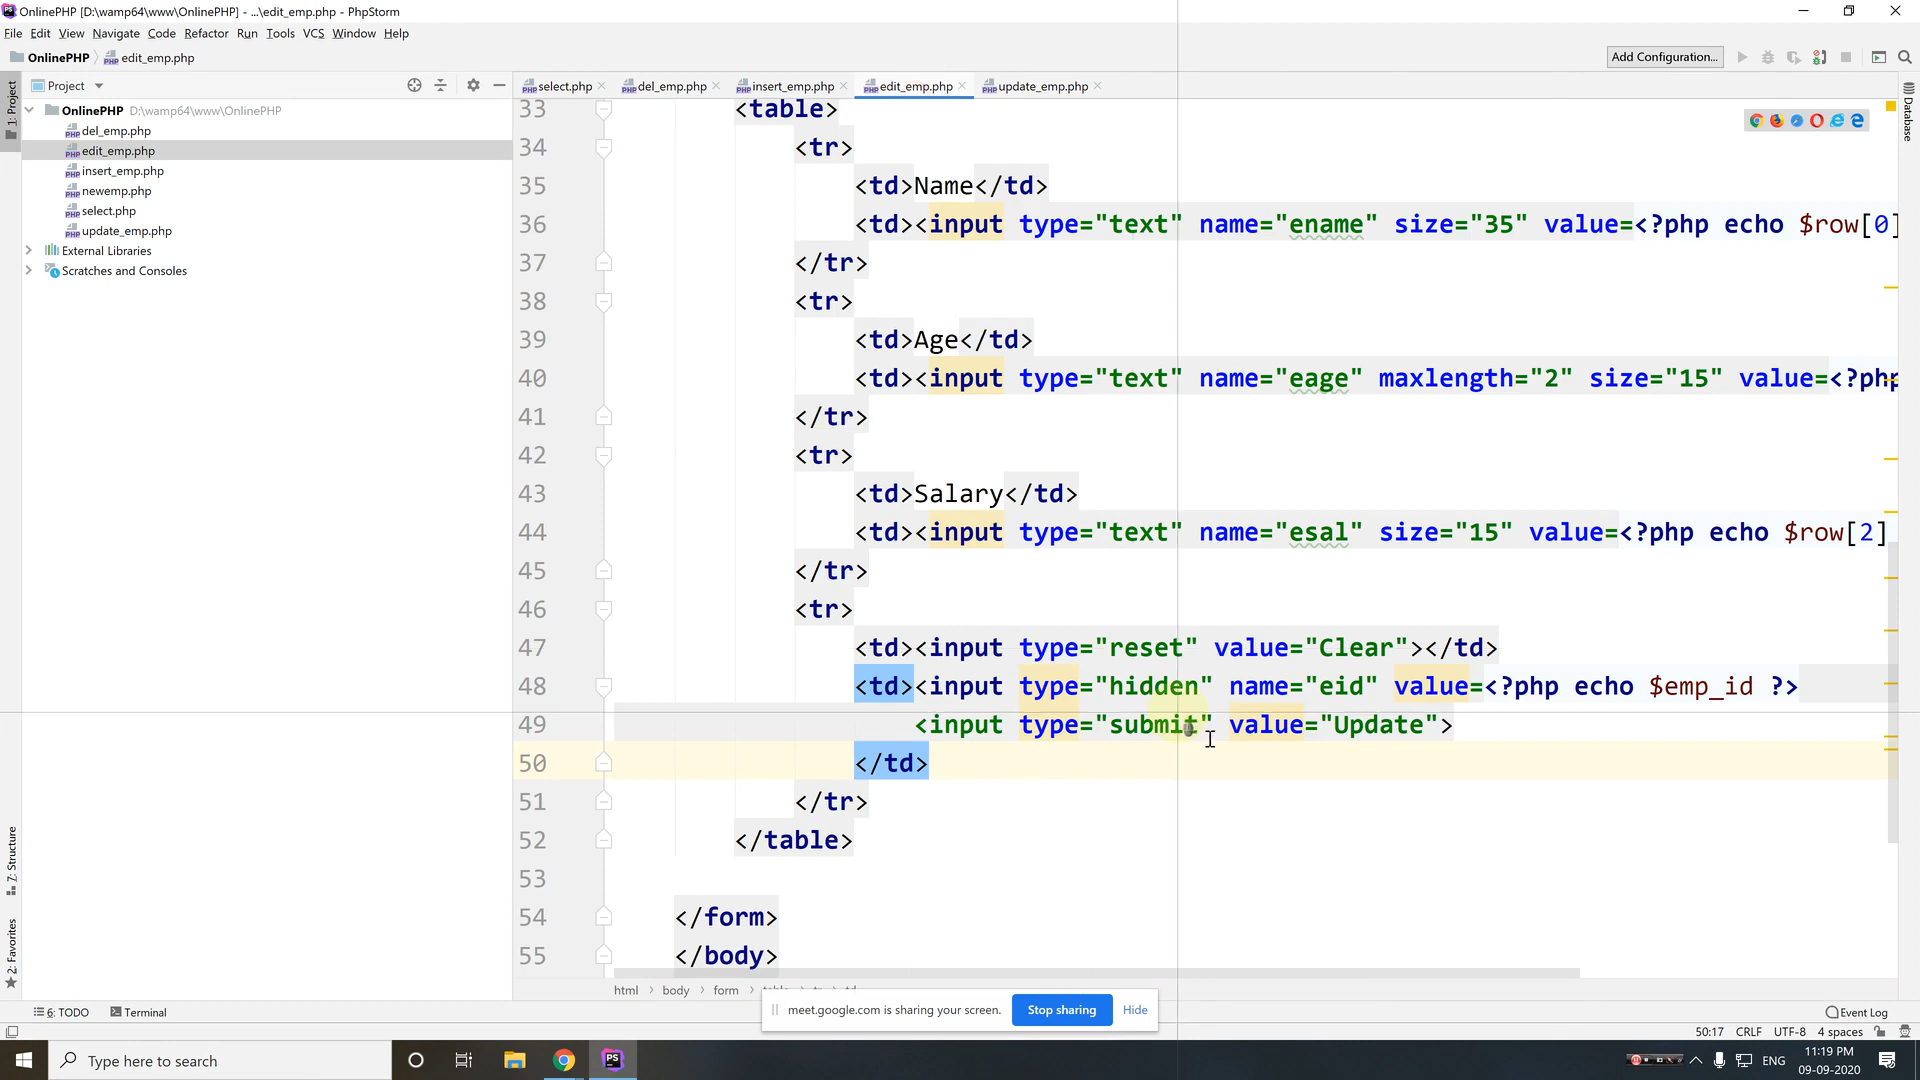 OnlinePHP [D:\wamp64\www\OnlinePHP] - ...\edit_emp.php - PhpStorm
File Edit View Navigate Code Refactor Run Tools VCS Window Help
OnlinePHP edit_emp.php
Add Configuration...
Project
select.php del_emp.php insert_emp.php edit_emp.php update_emp.php
1: Project
Database
OnlinePHP D:\wamp64\www\OnlinePHP
del_emp.php
edit_emp.php
insert_emp.php
newemp.php
select.php
update_emp.php
External Libraries
Scratches and Consoles
33 <table>
34 <tr>
35 <td>Name</td>
36 <td><input type="text" name="ename" size="35" value=<?php echo $row[0]
37 </tr>
38 <tr>
39 <td>Age</td>
40 <td><input type="text" name="eage" maxlength="2" size="15" value=<?php
41 </tr>
42 <tr>
43 <td>Salary</td>
44 <td><input type="text" name="esal" size="15" value=<?php echo $row[2]
45 </tr>
46 <tr>
47 <td><input type="reset" value="Clear"></td>
48 <td><input type="hidden" name="eid" value=<?php echo $emp_id ?>
49 <input type="submit" value="Update">
50 </td>
51 </tr>
52 </table>
53
54 </form>
55 </body>
7: Structure
2: Favorites
html body form
meet.google.com is sharing your screen. Stop sharing Hide
6: TODO Terminal Event Log
50:17 CRLF UTF-8 4 spaces
Type here to search
PS
ENG
11:19 PM
09-09-2020